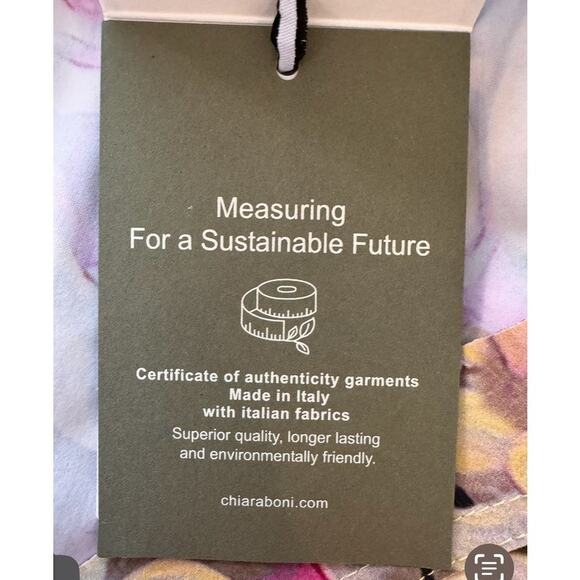 Measuring
For a Sustainable Future
Certificate of authenticity garments
Made in Italy
with italian fabrics
Superior quality, longer lasting
and environmentally friendly.
chiaraboni.com